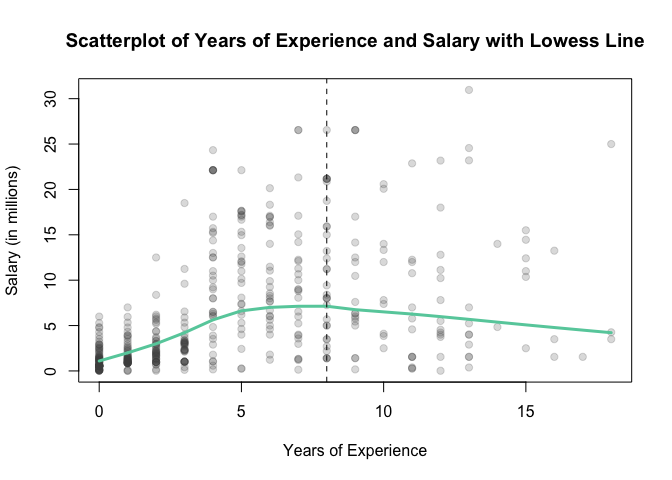 Scatterplot of Years of Experience and Salary with Lowess Line
Salary (in millions)
30
25
20
15
10
5
0
0 5 10 15
Years of Experience